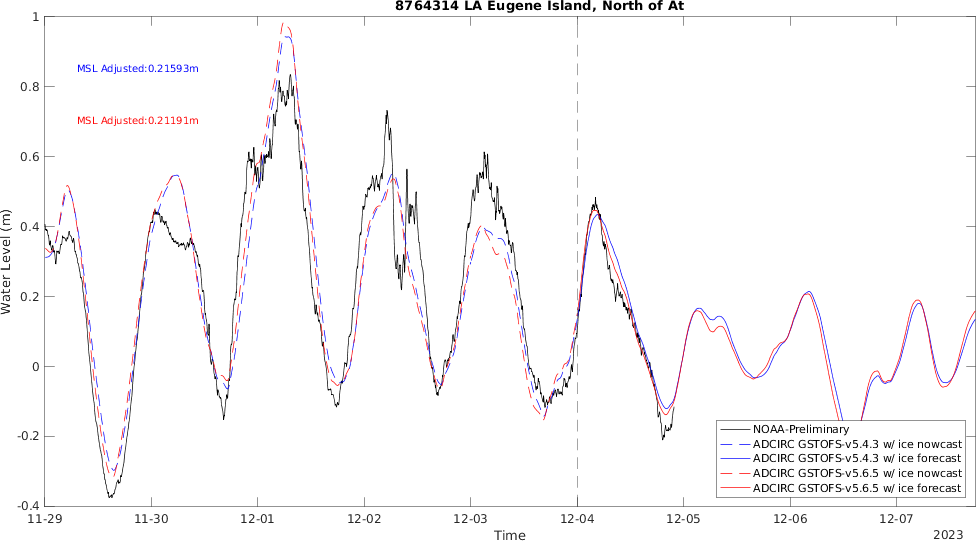 8764314 LA Eugene Island, North of At
MSL Adjusted:0.21593m
MSL Adjusted:0.21191m
Water Level (m)
1
0.8
0.6
0.4
0.2
0
-0.2
-0.4
11-29
11-30
12-01
12-02
12-03
12-04
12-05
12-06
12-07
Time
2023
NOAA-Preliminary
ADCIRC GSTOFS-v5.4.3 w/ ice nowcast
ADCIRC GSTOFS-v5.4.3 w/ ice forecast
ADCIRC GSTOFS-v5.6.5 w/ ice nowcast
ADCIRC GSTOFS-v5.6.5 w/ ice forecast